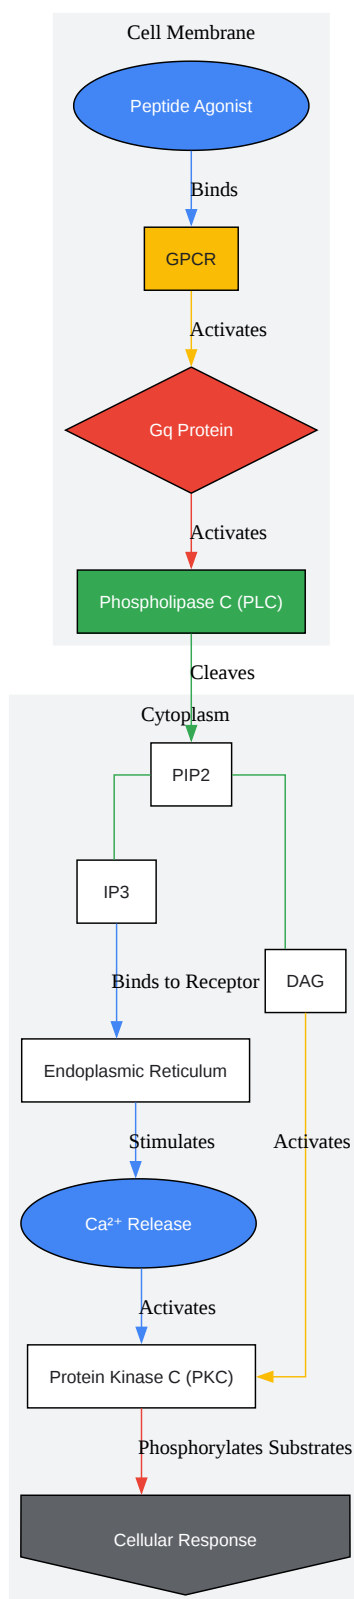 Cell Membrane
Peptide Agonist
Binds
GPCR
Activates
Gq Protein
Activates
Phospholipase C (PLC)
Cleaves
Cytoplasm
PIP2
IP3
Binds to Receptor
DAG
Endoplasmic Reticulum
Stimulates
Activates
Ca²⁺ Release
Activates
Protein Kinase C (PKC)
Phosphorylates Substrates
Cellular Response